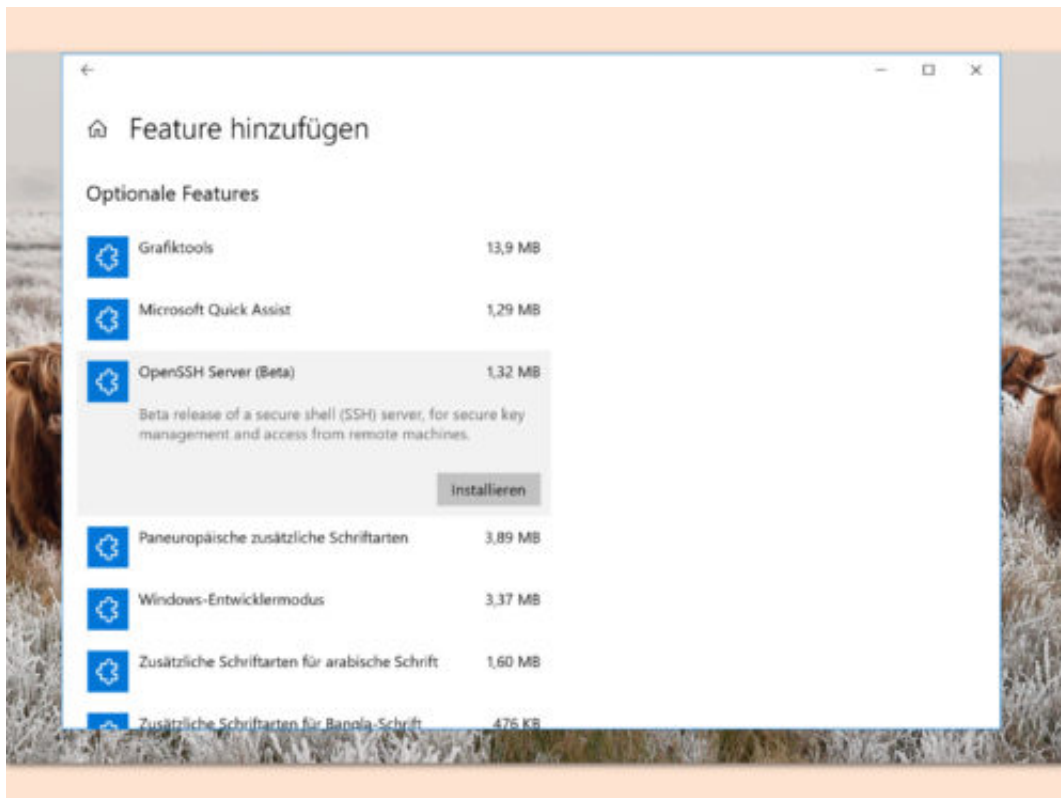 Feature hinzufügen
Optionale Features
Grafiktools 13,9 MB
Microsoft Quick Assist 1,29 MB
OpenSSH Server (Beta) 1,32 MB
Beta release of a secure shell (SSH) server, for secure key
management and access from remote machines.
Installieren
Paneuropäische zusätzliche Schriftarten 3,89 MB
Windows-Entwicklermodus 3,37 MB
Zusätzliche Schriftarten für arabische Schrift 1,60 MB
Zusätzliche Schriftarten für Bangla-Schrift 476 KB